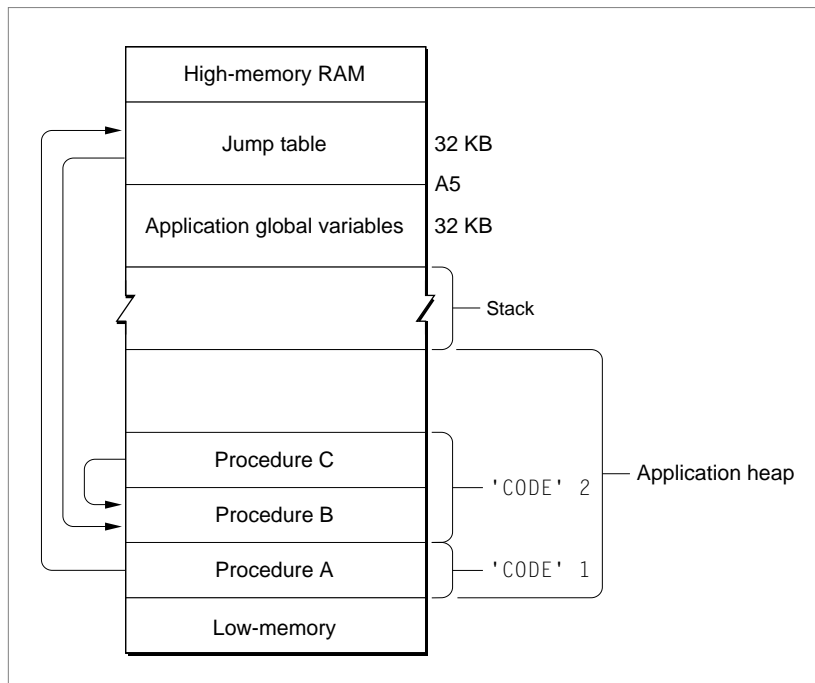 High-memory RAM
Jump table
32 KB
A5
Application global variables
32 KB
Stack
Procedure C
'CODE' 2
Application heap
Procedure B
Procedure A
'CODE' 1
Low-memory